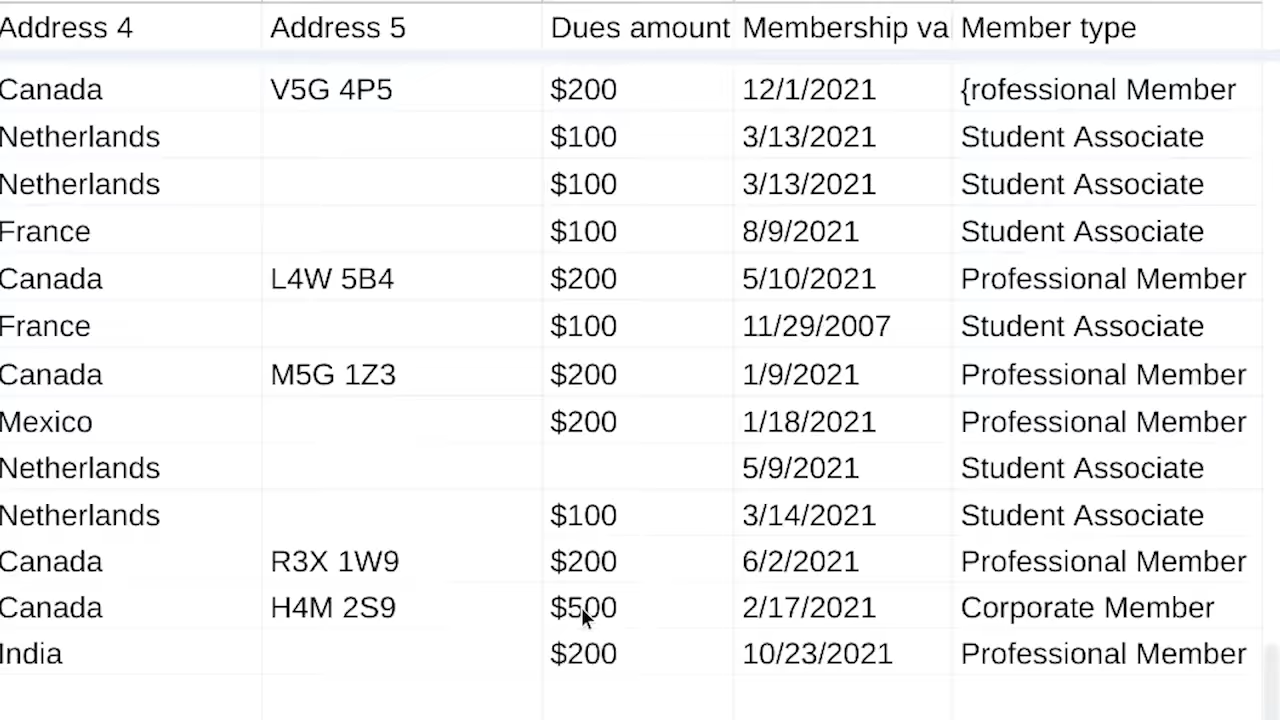 Address 4 Address 5 Dues amount Membership va Member type
Canada V5G 4P5 $200 12/1/2021 {rofessional Member
Netherlands $100 3/13/2021 Student Associate
Netherlands $100 3/13/2021 Student Associate
France $100 8/9/2021 Student Associate
Canada L4W 5B4 $200 5/10/2021 Professional Member
France $100 11/29/2007 Student Associate
Canada M5G 1Z3 $200 1/9/2021 Professional Member
Mexico $200 1/18/2021 Professional Member
Netherlands 5/9/2021 Student Associate
Netherlands $100 3/14/2021 Student Associate
Canada R3X 1W9 $200 6/2/2021 Professional Member
Canada H4M 2S9 $500 2/17/2021 Corporate Member
India $200 10/23/2021 Professional Member